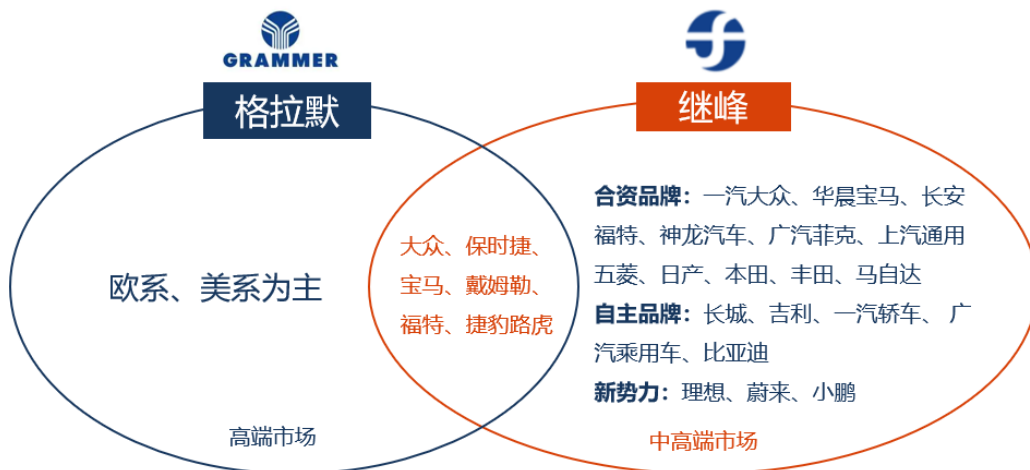 GRAMMER
格拉默
继峰
欧系、美系为主
高端市场
大众、保时捷、
宝马、戴姆勒、
福特、捷豹路虎
合资品牌：一汽大众、华晨宝马、长安
福特、神龙汽车、广汽菲克、上汽通用
五菱、日产、本田、丰田、马自达
自主品牌：长城、吉利、一汽轿车、 广
汽乘用车、比亚迪
新势力：理想、蔚来、小鹏
中高端市场